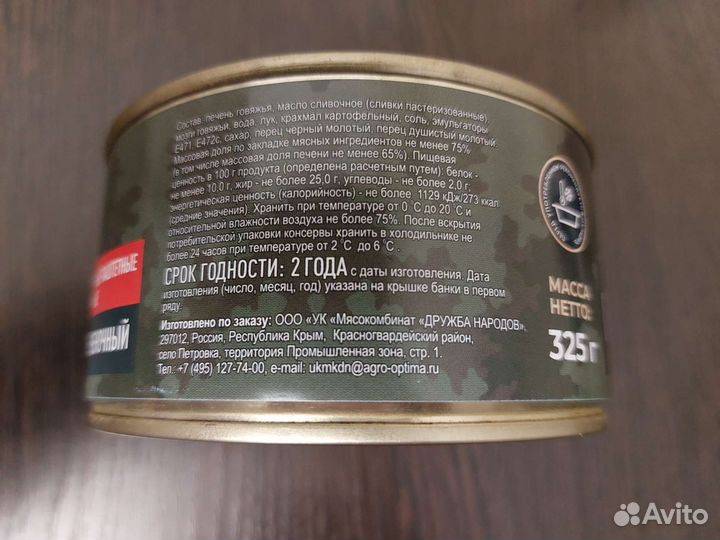 Состав: печень говяжья, масло сливочное (сливки пастеризованные),
мозги говяжьи, вода, лук, крахмал картофельный, соль, эмульгаторы
Е471, Е472с, сахар, перец черный молотый, перец душистый молотый.
Массовая доля по закладке мясных ингредиентов не менее 75%
(в том числе массовая доля печени не менее 65%). Пищевая
ценность в 100 г продукта (определена расчетным путем): белок -
не менее 10,0 г, жир - не более 25,0 г, углеводы - не более 2,0 г;
энергетическая ценность (калорийность) - не более 1129 кДж/273 ккал
(средние значения). Хранить при температуре от 0˚С до 20˚С и
относительной влажности воздуха не более 75%. После вскрытия
потребительской упаковки консервы хранить в холодильнике не
более 24 часов при температуре от 2˚С до 6˚С .
СРОК ГОДНОСТИ: 2 ГОДА с даты изготовления. Дата
изготовления (число, месяц, год) указана на крышке банки в первом
ряду.
Изготовлено по заказу: ООО «УК «Мясокомбинат «ДРУЖБА НАРОДОВ»,
297012, Россия, Республика Крым, Красногвардейский район,
село Петровка, территория Промышленная зона, стр. 1.
Тел.: +7 (495) 127-74-00, e-mail: ukmkdn@agro-optima.ru
МАССА
НЕТТО:
325 г
Avito